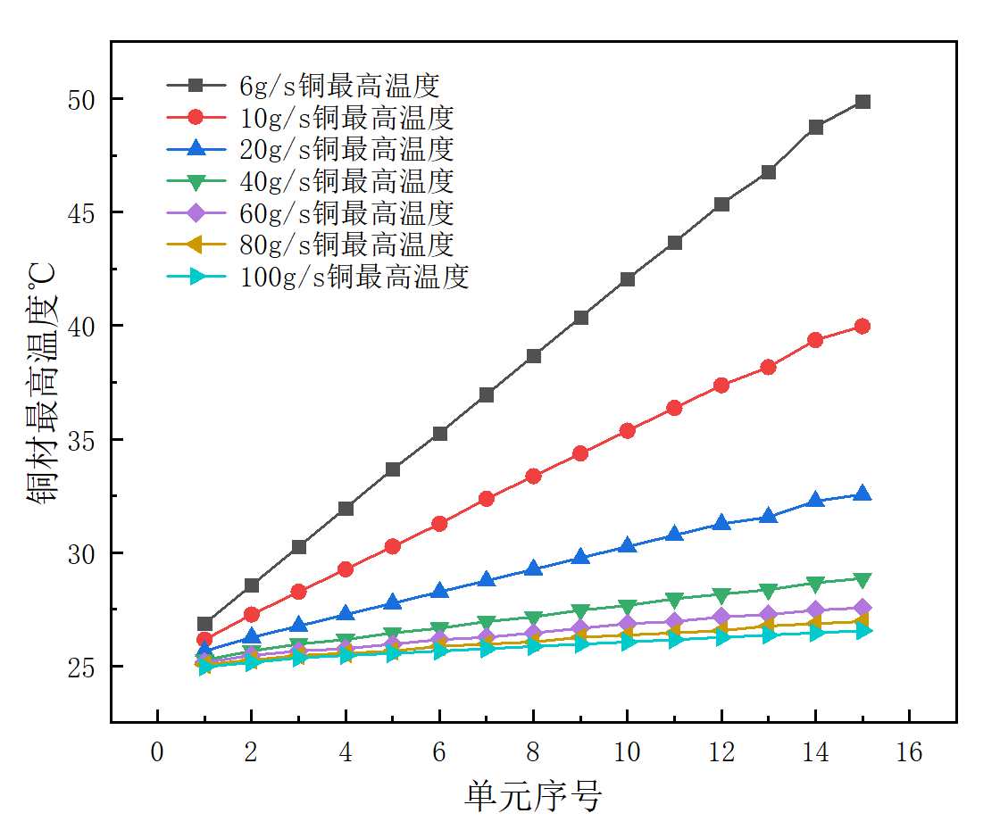 6g/s铜最高温度
10g/s铜最高温度
20g/s铜最高温度
40g/s铜最高温度
60g/s铜最高温度
80g/s铜最高温度
100g/s铜最高温度
铜材最高温度℃
50
45
40
35
30
25
0 2 4 6 8 10 12 14 16
单元序号